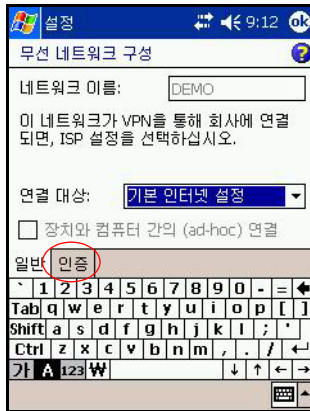 설정 9:12 ok
무선 네트워크 구성 ?
네트워크 이름: DEMO
이 네트워크가 VPN을 통해 회사에 연결
되면, ISP 설정을 선택하십시오.
연결 대상: 기본 인터넷 설정
장치와 컴퓨터 간의 (ad-hoc) 연결
일반 인증
` 1 2 3 4 5 6 7 8 9 0 - =
Tab q w e r t y u i o p [ ]
Shift a s d f g h j k l ; '
Ctrl z x c v b n m , . /
가 A 123 ₩